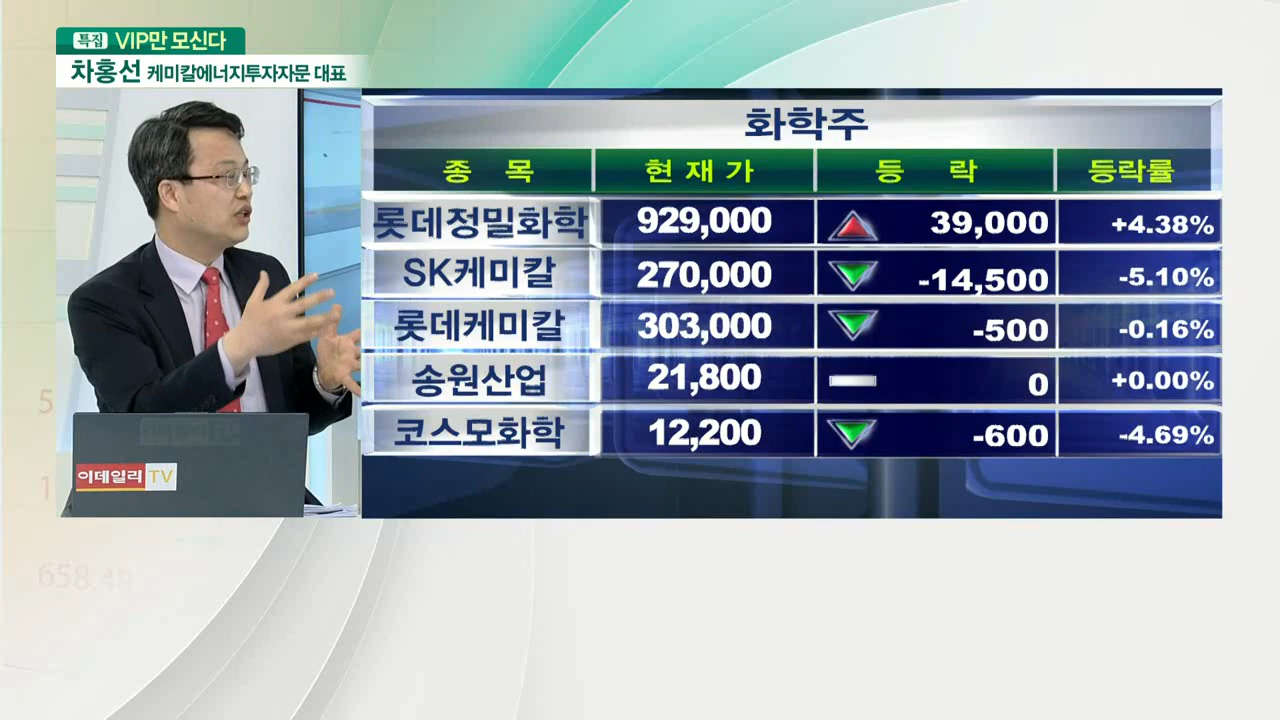 특집 VIP만 모신다
차홍선 케미칼에너지투자자문 대표
화학주
종 목 현 재 가 등 락 등락률
롯데정밀화학 929,000 39,000 +4.38%
SK케미칼 270,000 -14,500 -5.10%
롯데케미칼 303,000 -500 -0.16%
송원산업 21,800 0 +0.00%
코스모화학 12,200 -600 -4.69%
이데일리 TV
658.48